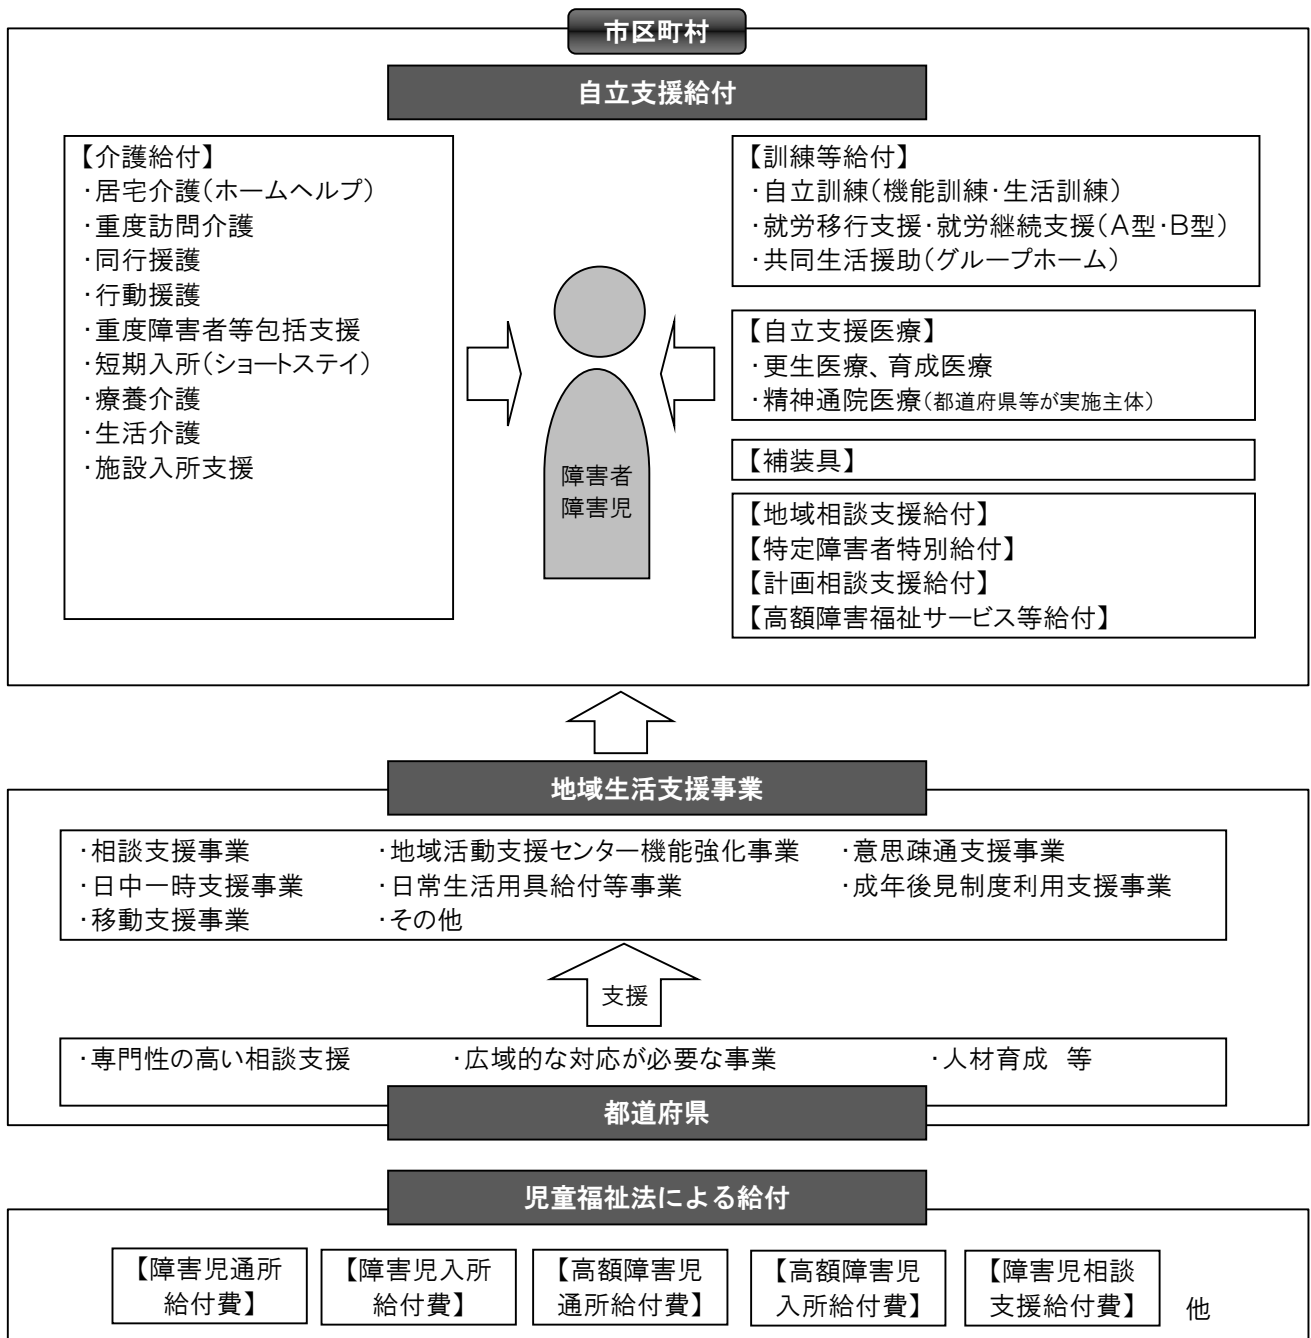 市区町村
自立支援給付
【介護給付】
・居宅介護（ホームヘルプ）
・重度訪問介護
・同行援護
・行動援護
・重度障害者等包括支援
・短期入所（ショートステイ）
・療養介護
・生活介護
・施設入所支援
障害者
障害児
【訓練等給付】
・自立訓練（機能訓練・生活訓練）
・就労移行支援・就労継続支援（A型・B型）
・共同生活援助（グループホーム）
【自立支援医療】
・更生医療、育成医療
・精神通院医療（都道府県等が実施主体）
【補装具】
【地域相談支援給付】
【特定障害者特別給付】
【計画相談支援給付】
【高額障害福祉サービス等給付】
地域生活支援事業
・相談支援事業 ・地域活動支援センター機能強化事業 ・意思疎通支援事業
・日中一時支援事業 ・日常生活用具給付等事業 ・成年後見制度利用支援事業
・移動支援事業 ・その他
支援
・専門性の高い相談支援 ・広域的な対応が必要な事業 ・人材育成 等
都道府県
児童福祉法による給付
【障害児通所
給付費】
【障害児入所
給付費】
【高額障害児
通所給付費】
【高額障害児
入所給付費】
【障害児相談
支援給付費】
他